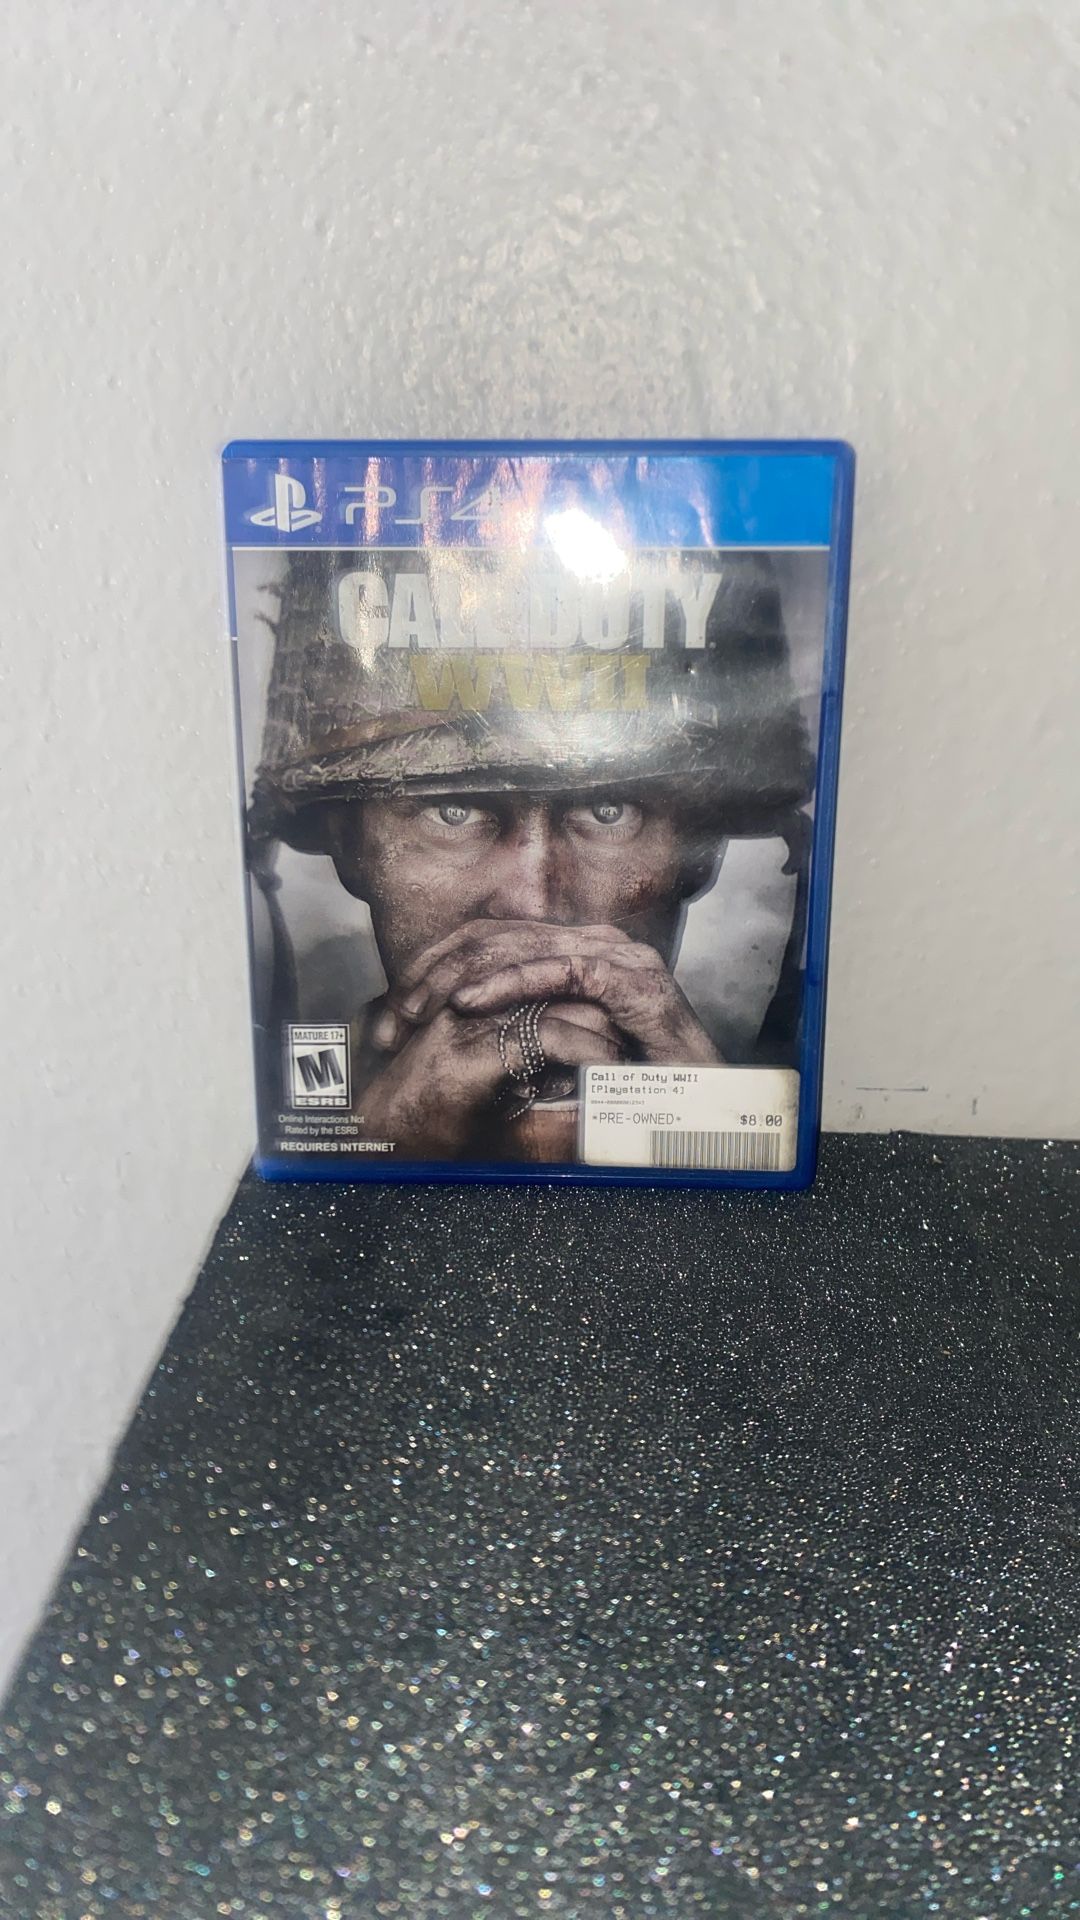 PS4
CALL OF DUTY
WWII
MATURE 17+
M
ESRB
Online Interactions Not
Rated by the ESRB
REQUIRES INTERNET
Call of Duty WWII
[Playstation 4]
*PRE-OWNED* $8.00